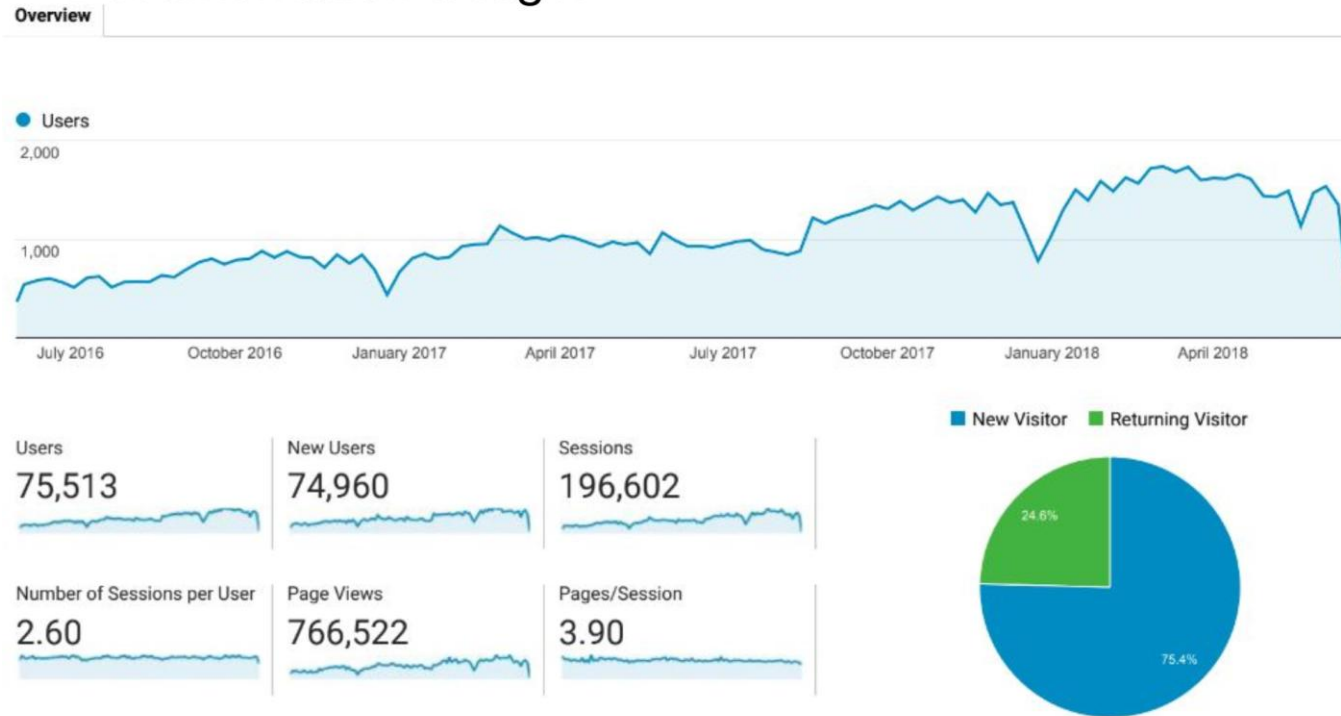 Overview
Users
2,000
1,000
July 2016 October 2016 January 2017 April 2017 July 2017 October 2017 January 2018 April 2018
New Visitor Returning Visitor
Users New Users Sessions
75,513 74,960 196,602
Number of Sessions per User Page Views Pages/Session
2.60 766,522 3.90
24.6%
75.4%